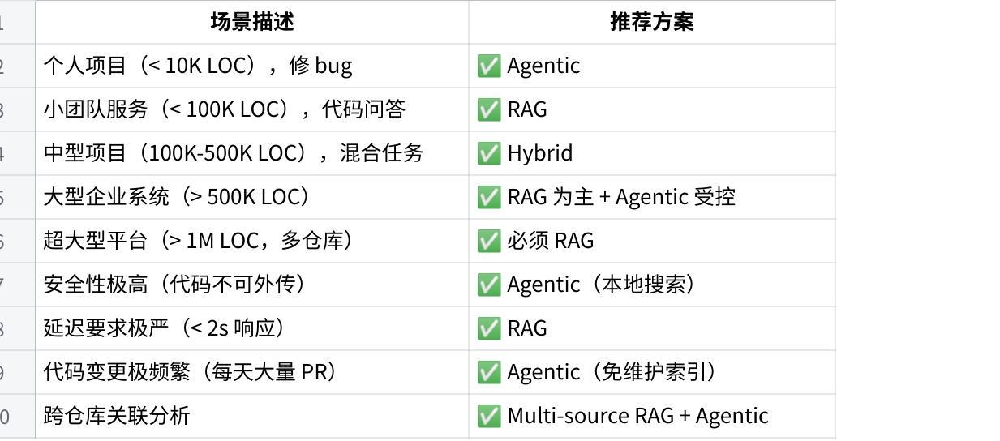 1 场景描述 推荐方案
2 个人项目（< 10K LOC），修 bug ✅ Agentic
3 小团队服务（< 100K LOC），代码问答 ✅ RAG
4 中型项目（100K-500K LOC），混合任务 ✅ Hybrid
5 大型企业系统（> 500K LOC） ✅ RAG 为主 + Agentic 受控
6 超大型平台（> 1M LOC，多仓库） ✅ 必须 RAG
7 安全性极高（代码不可外传） ✅ Agentic（本地搜索）
8 延迟要求极严（< 2s 响应） ✅ RAG
9 代码变更极频繁（每天大量 PR） ✅ Agentic（免维护索引）
0 跨仓库关联分析 ✅ Multi-source RAG + Agentic